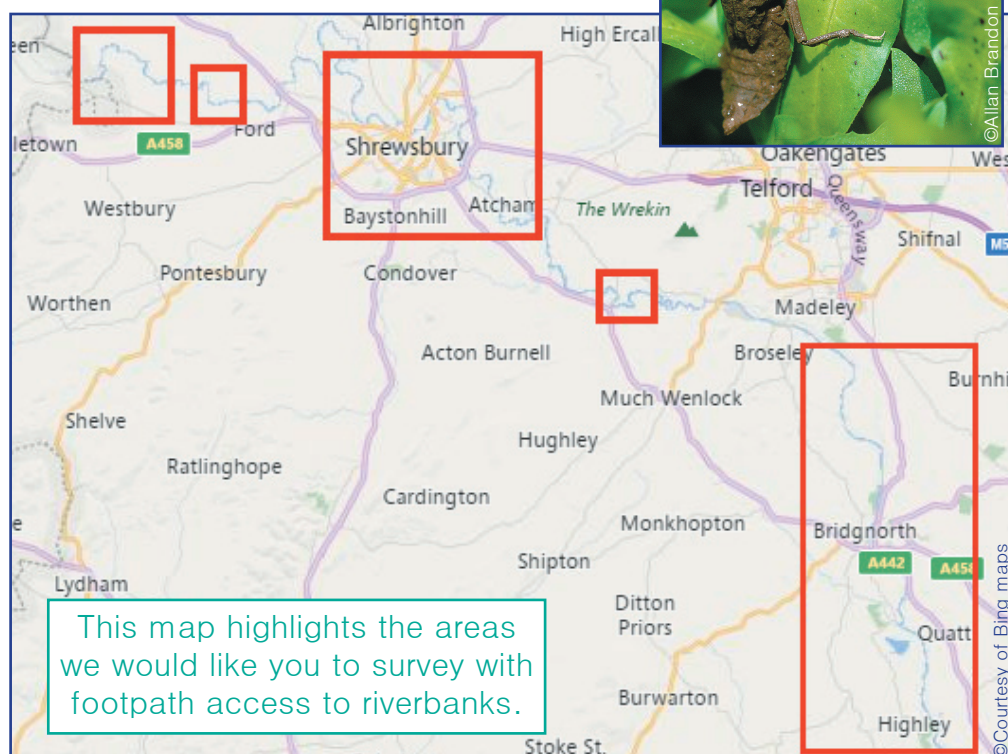 Albrighton
High Ercall
©Allan Brandon
Ford
A458
Shrewsbury
Oakengates
Telford
Queensway
Westbury
Baystonhill
Atcham
The Wrekin
Shifnal
Pontesbury
Condover
Worthen
Madeley
Acton Burnell
Broseley
Much Wenlock
Shelve
Hughley
Ratlinghope
Cardington
Monkhopton
Bridgnorth
Shipton
A442
A458
Lydham
Ditton
Priors
Quatt
This map highlights the areas
we would like you to survey with
footpath access to riverbanks.
Burwarton
Highley
Stoke St.
©Courtesy of Bing maps